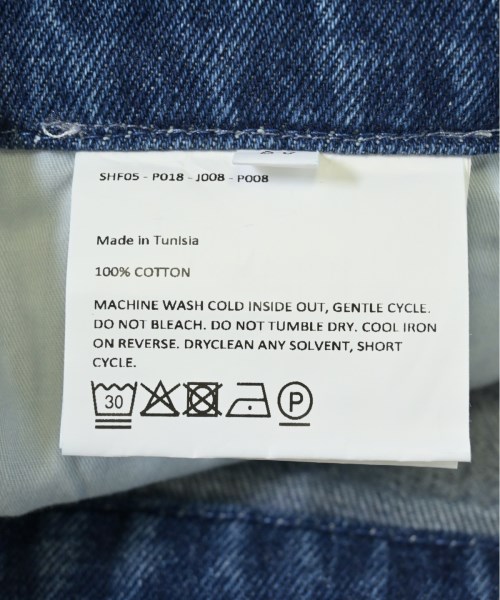 SHF05 - P018 - J008 - P008
Made in Tunisia
100% COTTON
MACHINE WASH COLD INSIDE OUT, GENTLE CYCLE.
DO NOT BLEACH. DO NOT TUMBLE DRY. COOL IRON
ON REVERSE. DRYCLEAN ANY SOLVENT, SHORT
CYCLE.
30 P